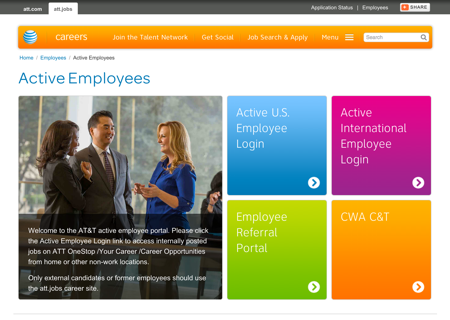 att.com att.jobs Application Status | Employees SHARE
careers Join the Talent Network Get Social Job Search & Apply Menu Search
Home / Employees / Active Employees
Active Employees
Active U.S.
Employee
Login
Active
International
Employee
Login
Welcome to the AT&T active employee portal. Please click
the Active Employee Login link to access internally posted
jobs on ATT OneStop /Your Career /Career Opportunities
from home or other non-work locations.
Only external candidates or former employees should use
the att.jobs career site.
Employee
Referral
Portal
CWA C&T